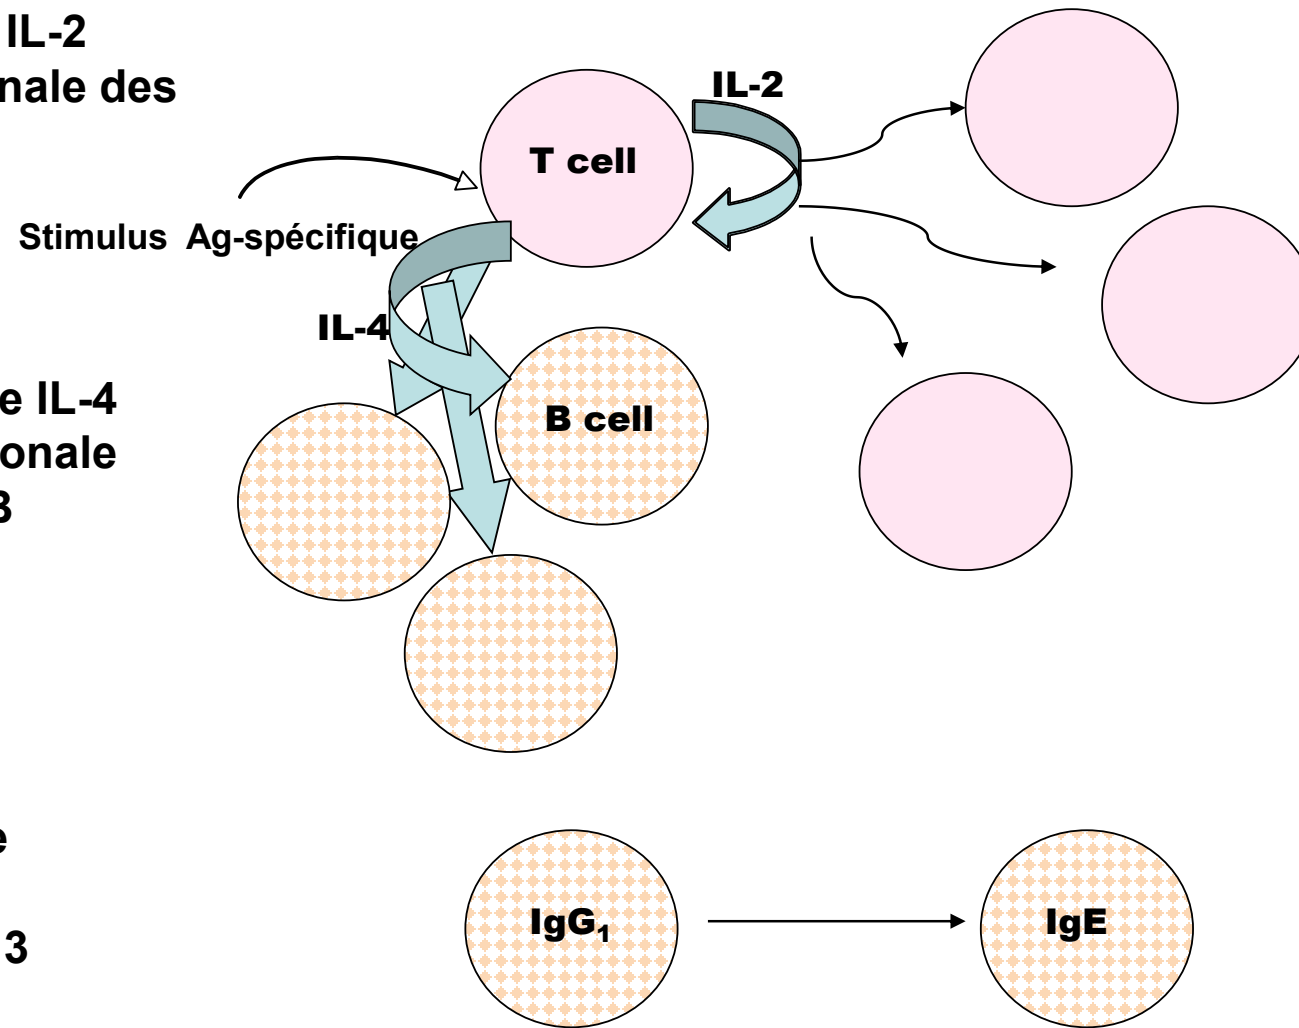 IL-2
nale des
IL-2
T cell
Stimulus Ag-spécifique
IL-4
e IL-4
onale
B cell
3
e
3
IgG₁
IgE